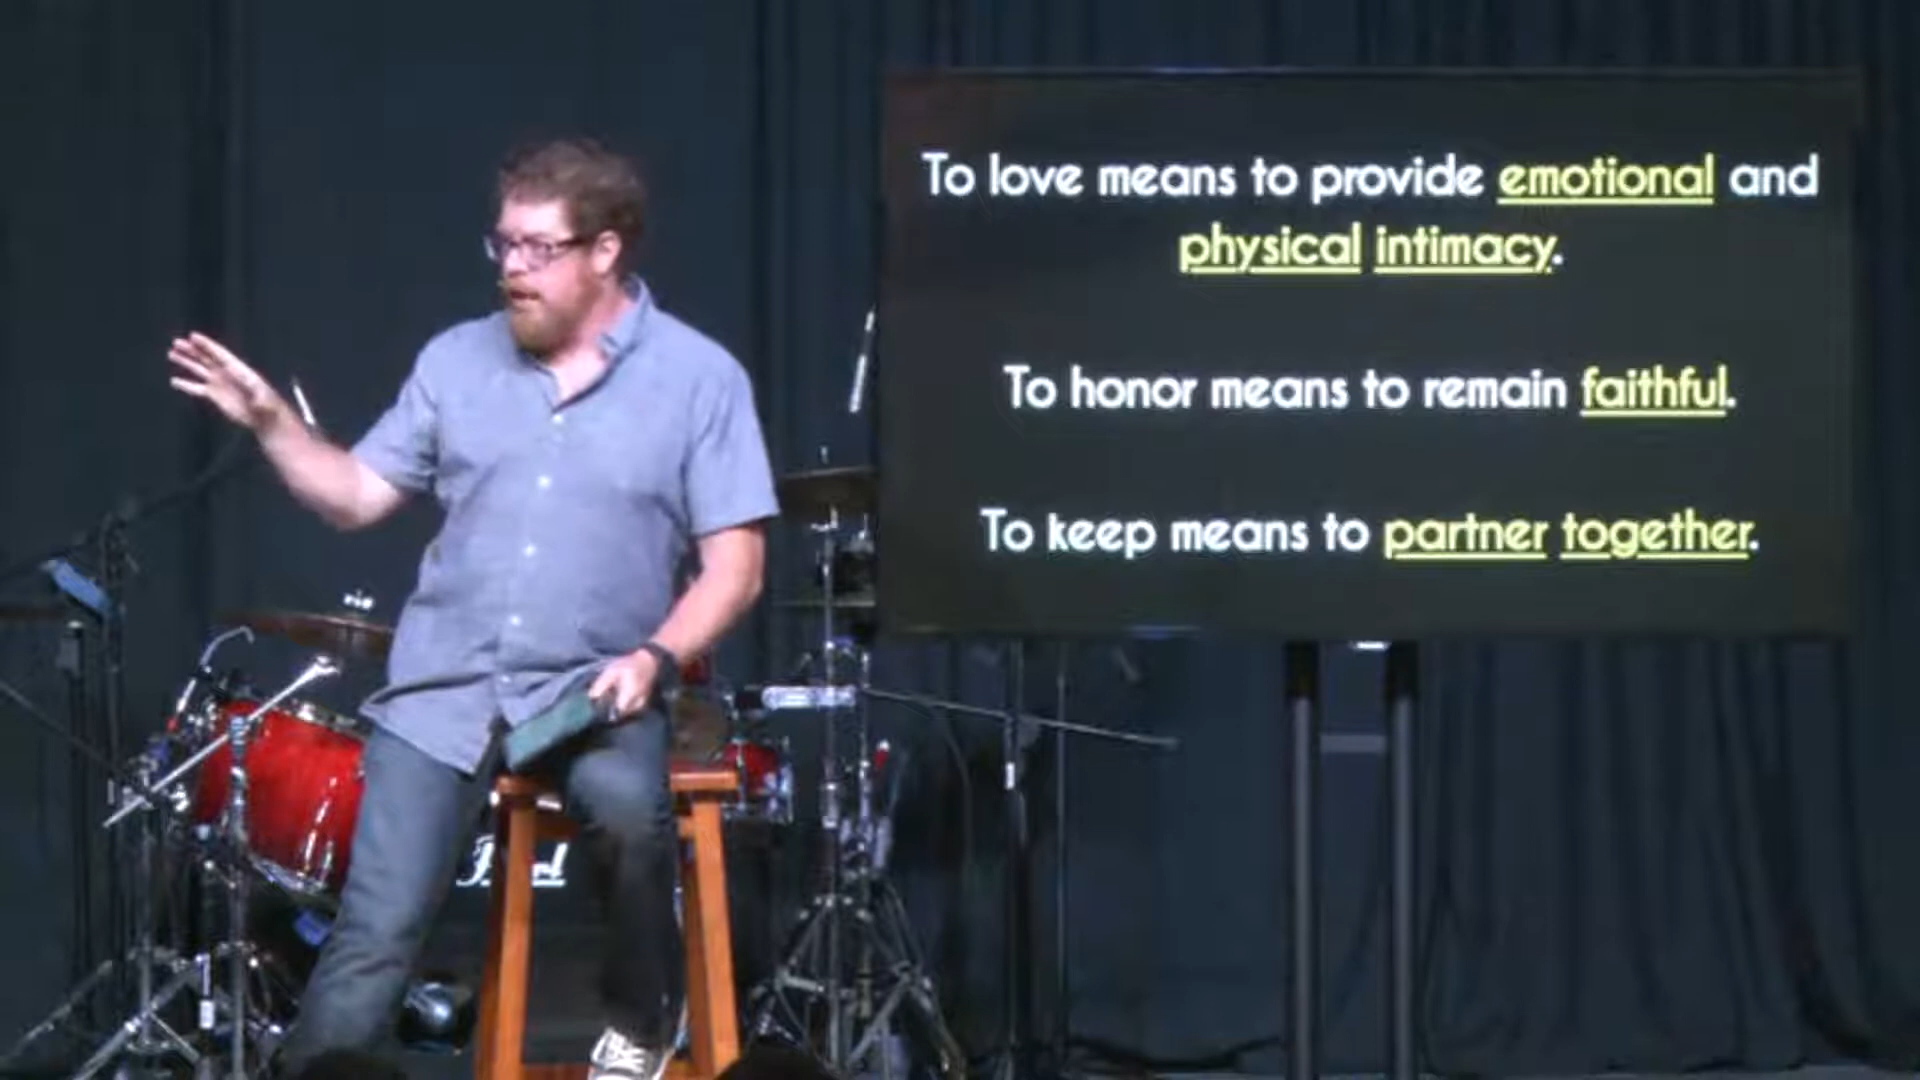 To love means to provide emotional and
physical intimacy.
To honor means to remain faithful.
To keep means to partner together.